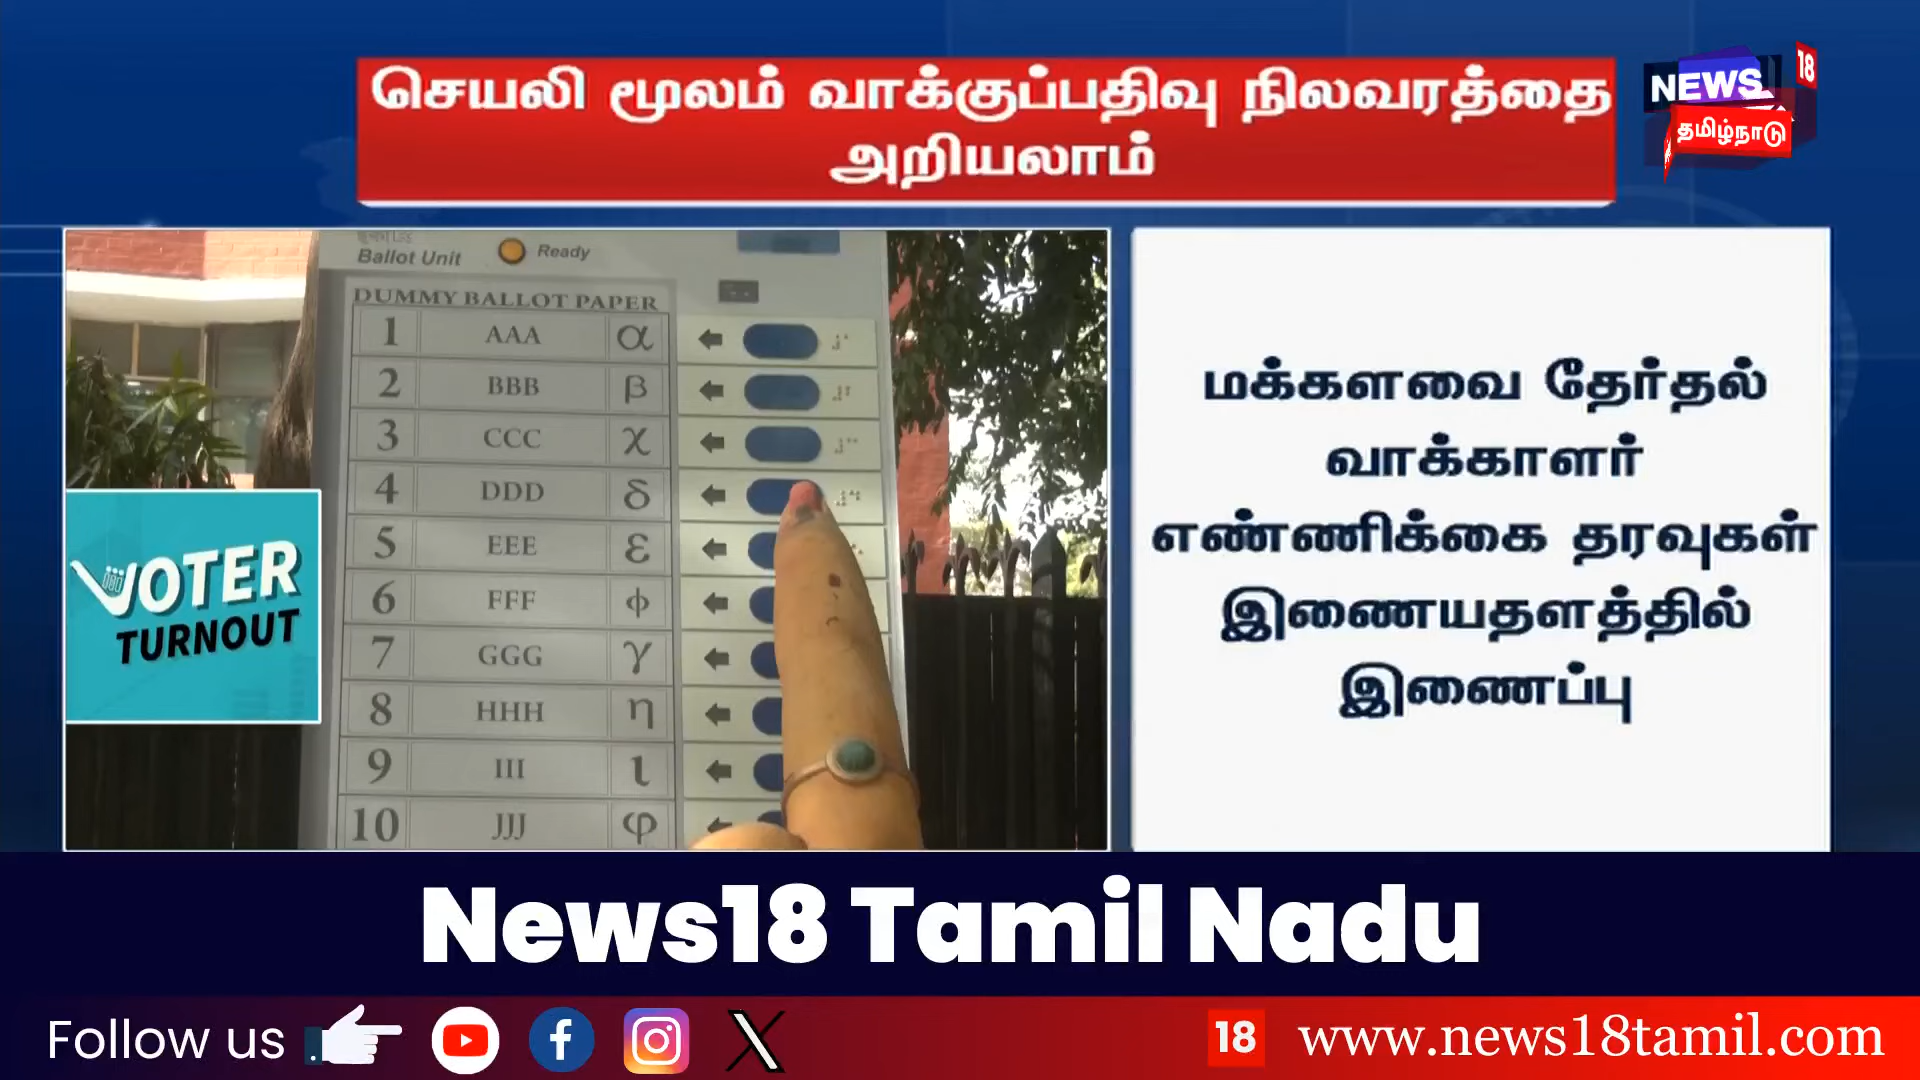 செயலி மூலம் வாக்குப்பதிவு நிலவரத்தை
அறியலாம்
NEWS 18
தமிழ்நாடு
Ballot Unit Ready
DUMMY BALLOT PAPER
1 AAA α
2 BBB β
3 CCC χ
4 DDD δ
5 EEE ε
6 FFF ϕ
7 GGG γ
8 HHH η
9 III ι
10 JJJ φ
VOTER
TURNOUT
மக்களவை தேர்தல்
வாக்காளர்
எண்ணிக்கை தரவுகள்
இணையதளத்தில்
இணைப்பு
News18 Tamil Nadu
Follow us
18 www.news18tamil.com